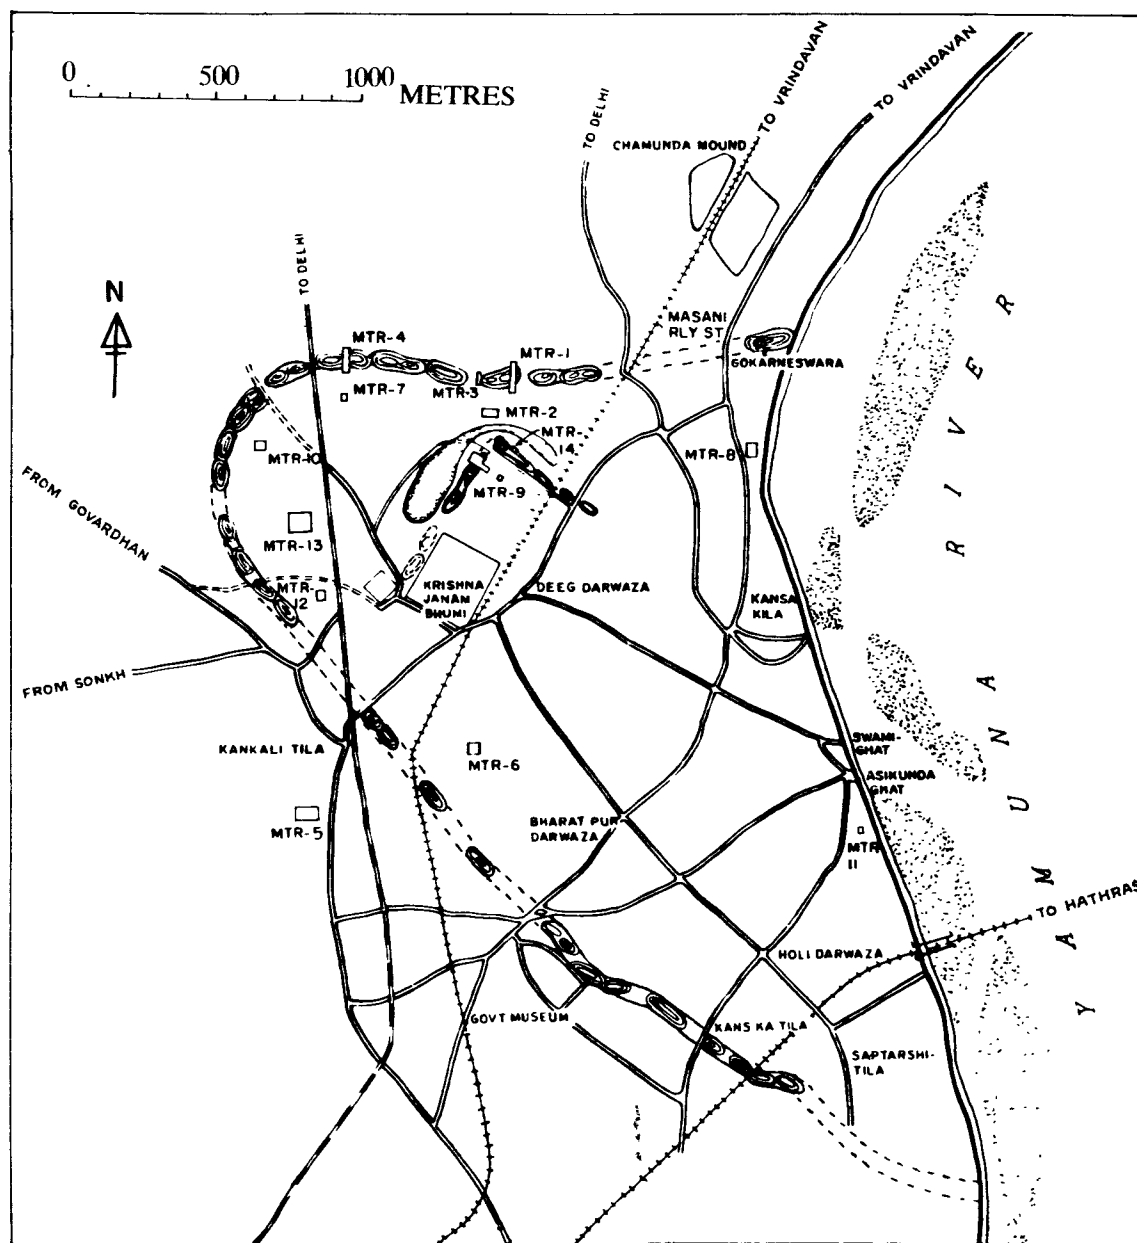 0 500 1000 METRES
TO VRINDAVAN
TO VRINDAVAN
TO DELHI
CHAMUNDA MOUND
TO DELHI
N
MASANI
RLY ST
GOKARNESWARA
MTR-4
MTR-1
MTR-7
MTR-3
MTR-2
MTR-
14
MTR-8
MTR-10
MTR-9
FROM GOVARDHAN
MTR-13
MTR-
12
KRISHNA
JANAM
BHUMI
DEEG DARWAZA
KANSA
KILA
FROM SONKH
KANKALI TILA
SWAMI
GHAT
MTR-6
ASIKUNDA
GHAT
MTR-5
BHARAT PUR
DARWAZA
MTR
11
TO HATHRAS
HOLI DARWAZA
GOVT MUSEUM
KANS KA TILA
SAPTARSHI-
TILA
YAMUNA RIVER